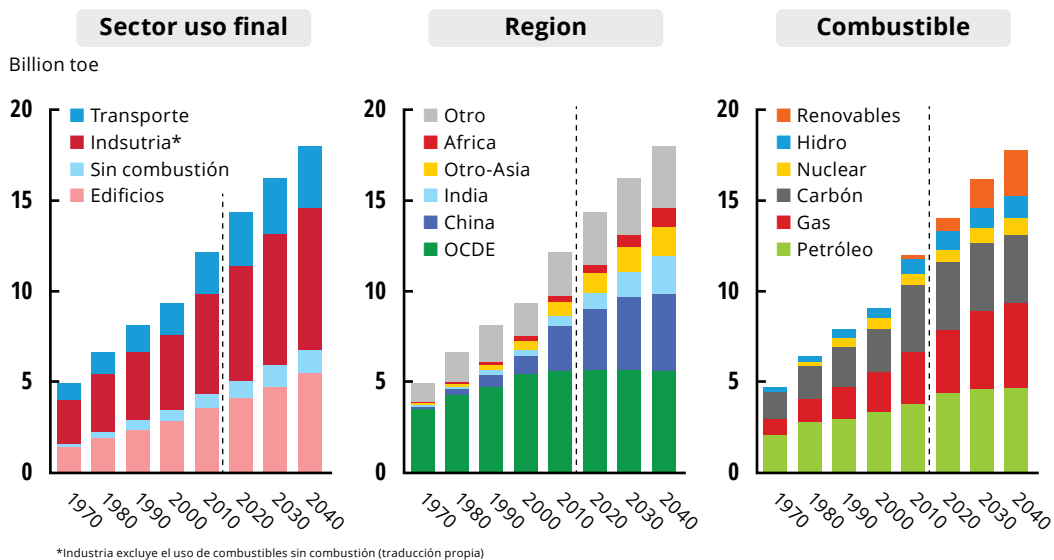 Sector uso final
Region
Combustible
Billion toe
20
15
10
5
0
Transporte
Indsutria*
Sin combustión
Edificios
1970
1980
1990
2000
2010
2020
2030
2040
20
15
10
5
0
Otro
Africa
Otro-Asia
India
China
OCDE
1970
1980
1990
2000
2010
2020
2030
2040
20
15
10
5
0
Renovables
Hidro
Nuclear
Carbón
Gas
Petróleo
1970
1980
1990
2000
2010
2020
2030
2040
*Industria excluye el uso de combustibles sin combustión (traducción propia)